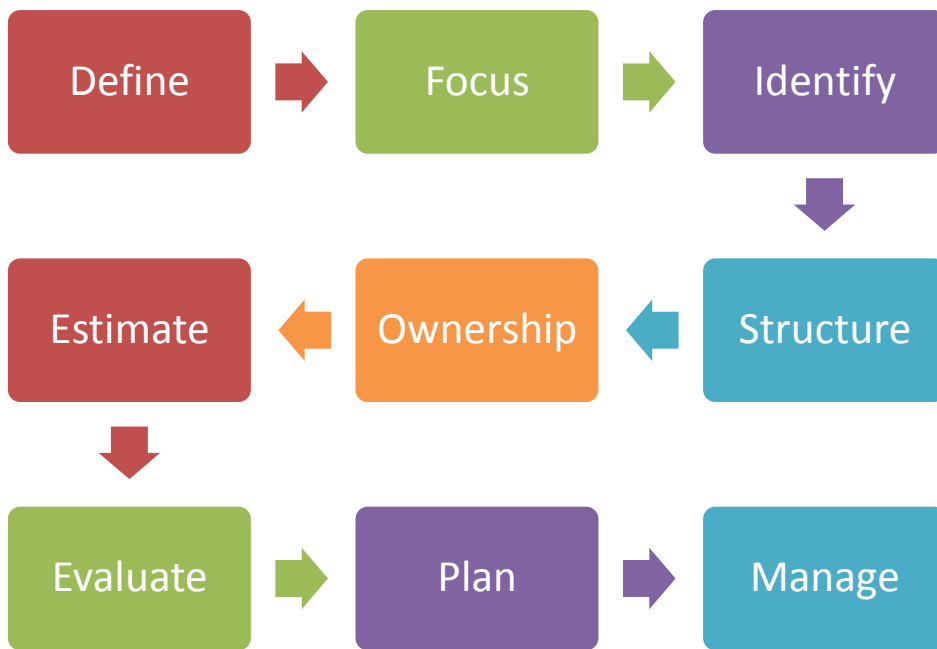 Define
Focus
Identify
Structure
Ownership
Estimate
Evaluate
Plan
Manage